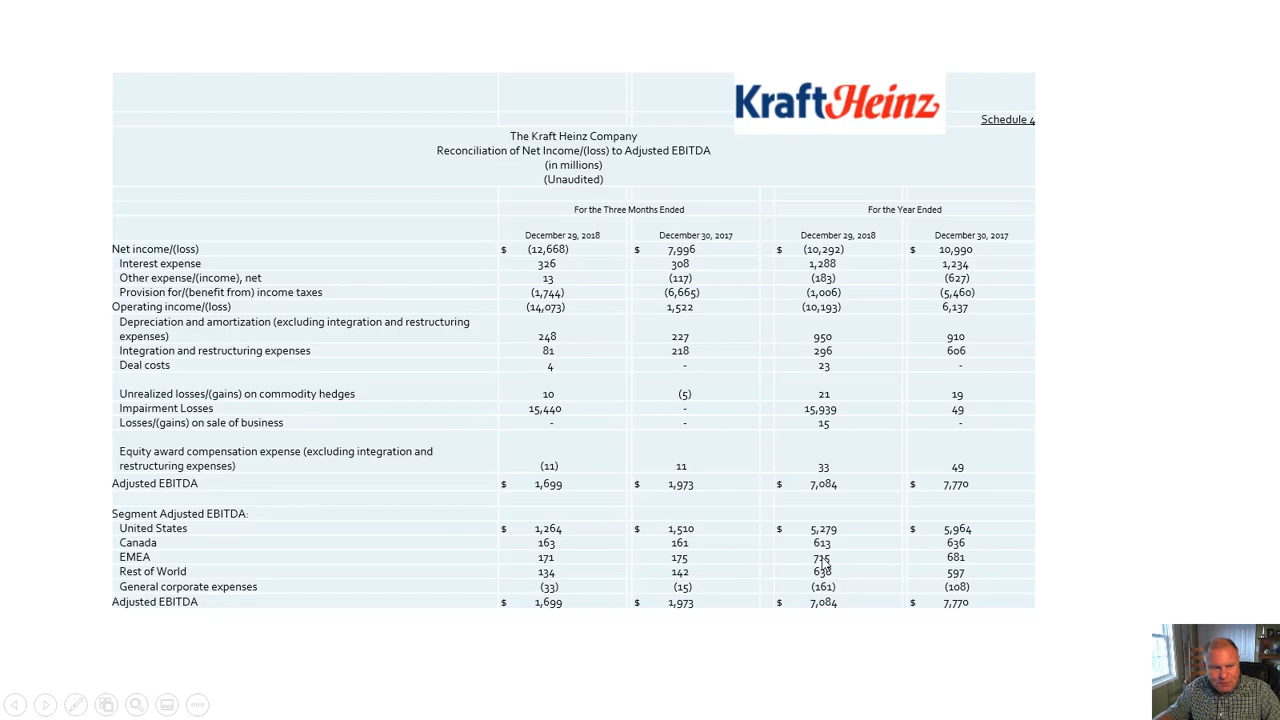 KraftHeinz
Schedule 4
The Kraft Heinz Company
Reconciliation of Net Income/(loss) to Adjusted EBITDA
(in millions)
(Unaudited)
For the Three Months Ended For the Year Ended
December 29, 2018 December 30, 2017 December 29, 2018 December 30, 2017
Net income/(loss) $ (12,668) $ 7,996 $ (10,292) $ 10,990
Interest expense 326 308 1,288 1,234
Other expense/(income), net 13 (117) (183) (627)
Provision for/(benefit from) income taxes (1,744) (6,665) (1,006) (5,460)
Operating income/(loss) (14,073) 1,522 (10,193) 6,137
Depreciation and amortization (excluding integration and restructuring
expenses) 248 227 950 910
Integration and restructuring expenses 81 218 296 606
Deal costs 4 - 23 -
Unrealized losses/(gains) on commodity hedges 10 (5) 21 19
Impairment Losses 15,440 - 15,939 49
Losses/(gains) on sale of business - - 15 -
Equity award compensation expense (excluding integration and
restructuring expenses) (11) 11 33 49
Adjusted EBITDA $ 1,699 $ 1,973 $ 7,084 $ 7,770
Segment Adjusted EBITDA:
United States $ 1,264 $ 1,510 $ 5,279 $ 5,964
Canada 163 161 613 636
EMEA 171 175 715 681
Rest of World 134 142 638 597
General corporate expenses (33) (15) (161) (108)
Adjusted EBITDA $ 1,699 $ 1,973 $ 7,084 $ 7,770